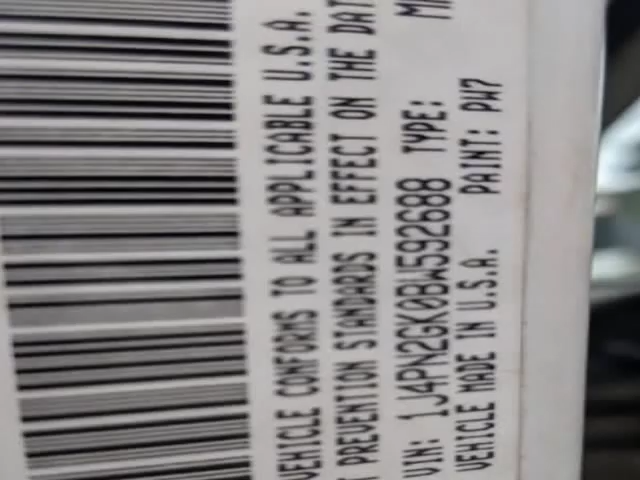 VEHICLE CONFORMS TO ALL APPLICABLE U.S.A.
PREVENTION STANDARDS IN EFFECT ON THE DAT
VIN: 1J4PN2GK0BW592688 TYPE:
VEHICLE MADE IN U.S.A. PAINT: PW7